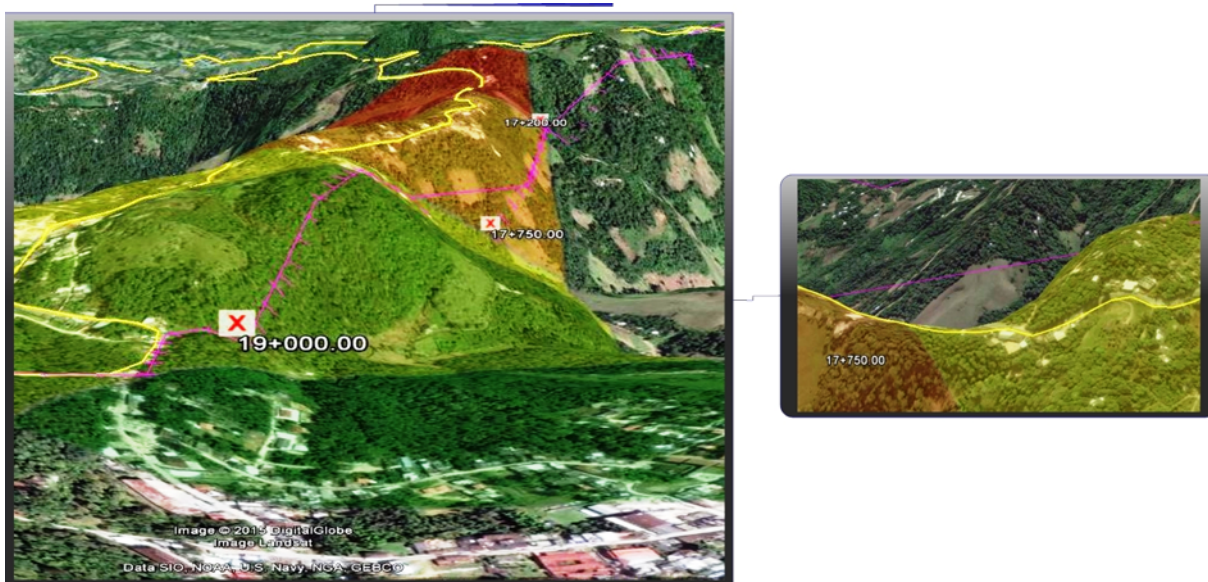 17+200.00
X
17+750.00
X
19+000.00
Image © 2015 DigitalGlobe
Image Landsat
Data SIO, NOAA, U.S. Navy, NGA, GEBCO
17+750.00